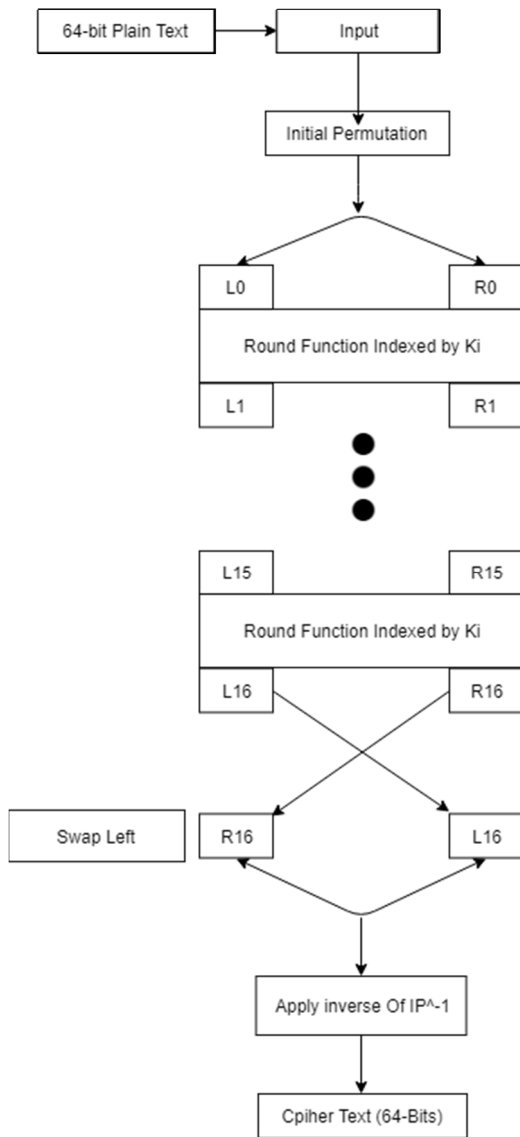 64-bit Plain Text
Input
Initial Permutation
L0
R0
Round Function Indexed by Ki
L1
R1
L15
R15
Round Function Indexed by Ki
L16
R16
Swap Left
R16
L16
Apply inverse Of IP^-1
Cpiher Text (64-Bits)